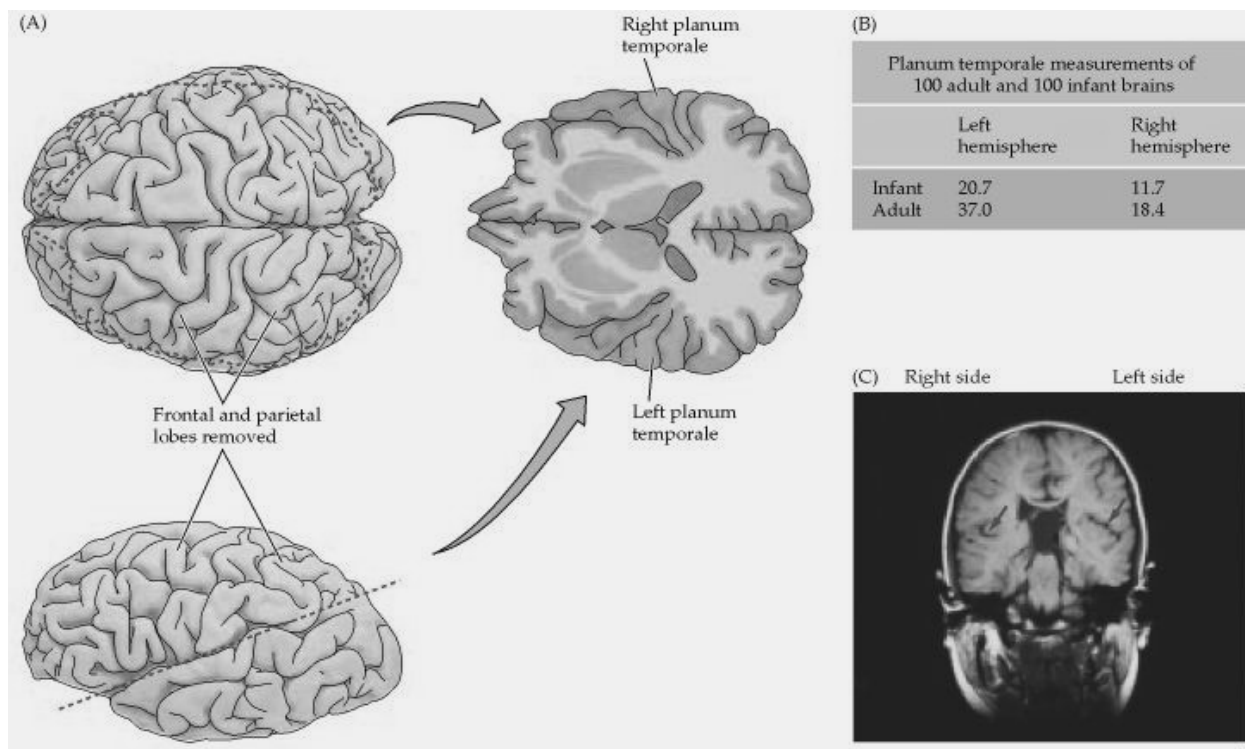 (A)
Right planum
temporale
Frontal and parietal
lobes removed
Left planum
temporale
(B)
Planum temporale measurements of
100 adult and 100 infant brains
Left
hemisphere
Right
hemisphere
Infant 20.7 11.7
Adult 37.0 18.4
(C) Right side Left side